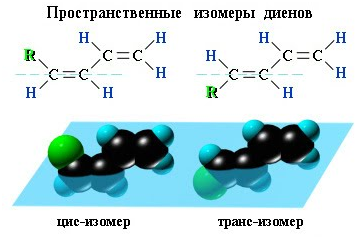 Пространственные изомеры диенов
H H H H
R C=C R C=C
H C=C H H C=C H
H H H H
цис-изомер транс-изомер